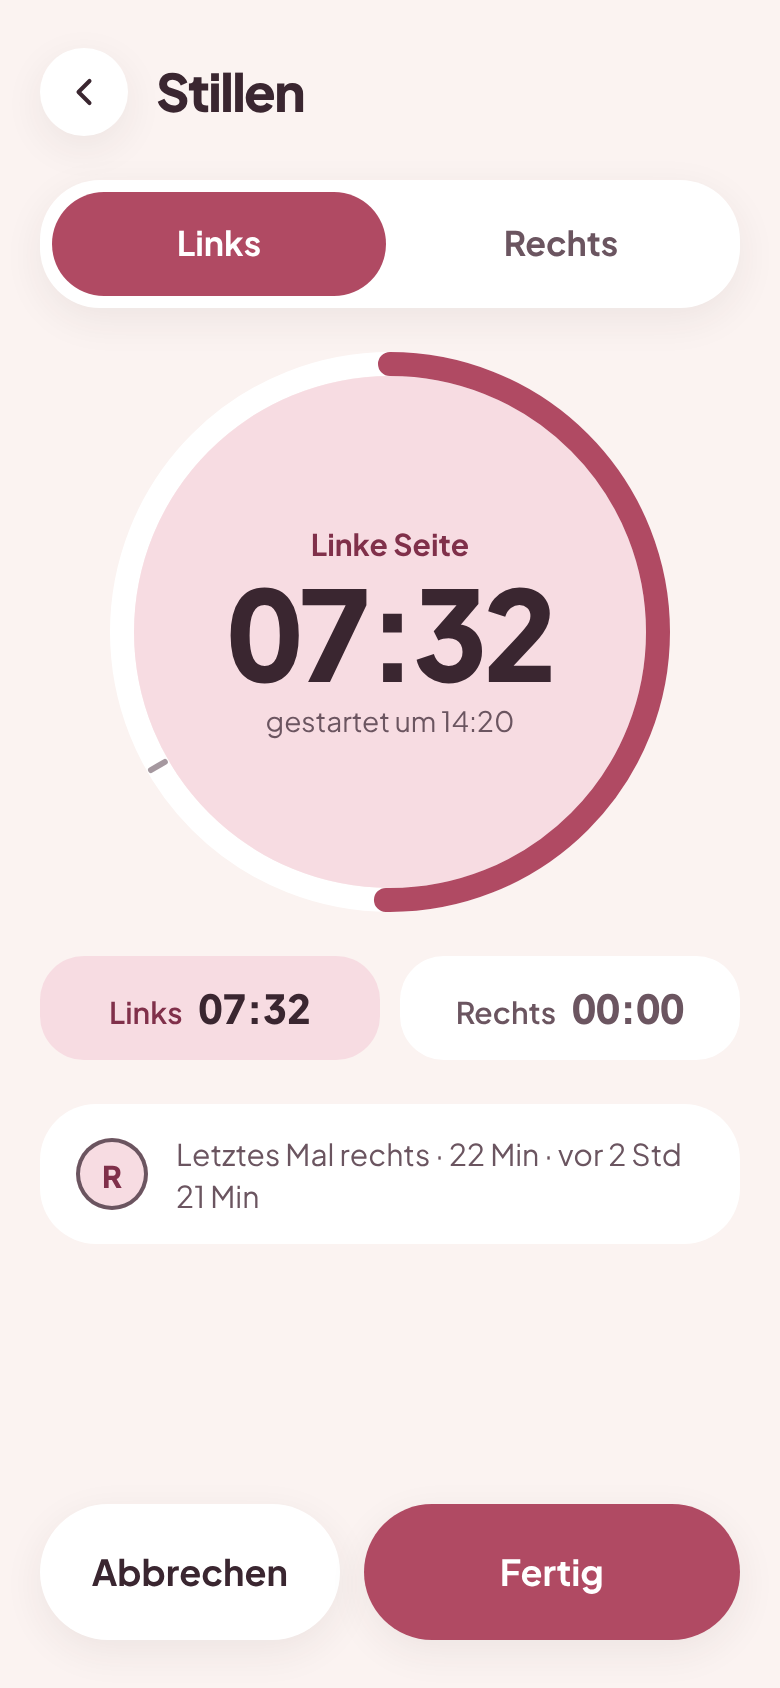 Stillen
Links
Rechts
Linke Seite
07:32
gestartet um 14:20
Links 07:32
Rechts 00:00
R
Letztes Mal rechts · 22 Min · vor 2 Std
21 Min
Abbrechen
Fertig